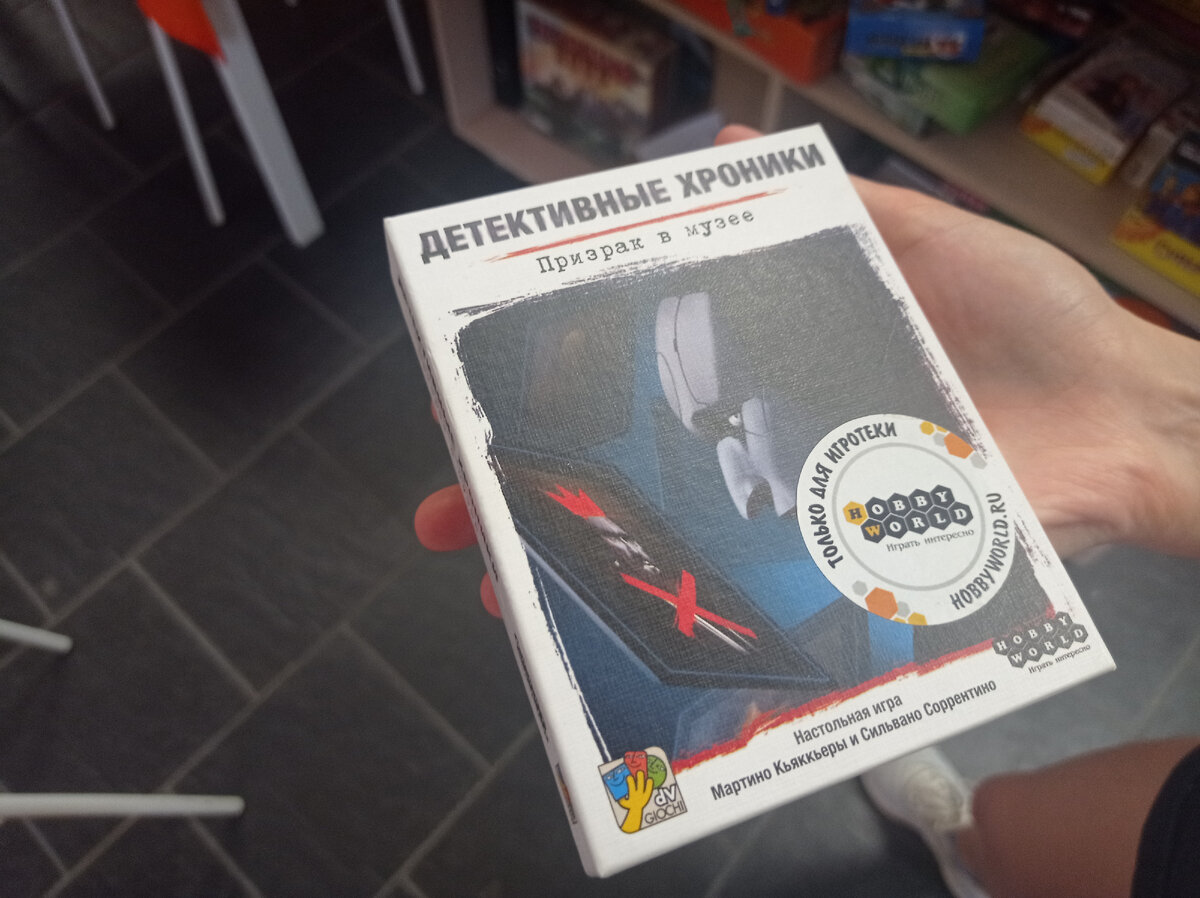 ДЕТЕКТИВНЫЕ ХРОНИКИ
Призрак в музее
ТОЛЬКО ДЛЯ ИГРОТЕКИ
HOBBY
WORLD
Играть интересно
HOBBYWORLD.RU
HOBBY
WORLD
Играть интересно
Настольная игра
Мартино Кьяккьеры и Сильвано Соррентино
dV
GIOCHI